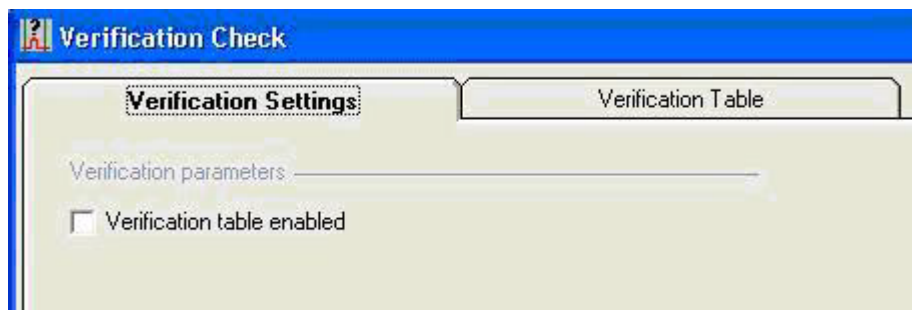 Verification Check
Verification Settings Verification Table
Verification parameters
Verification table enabled